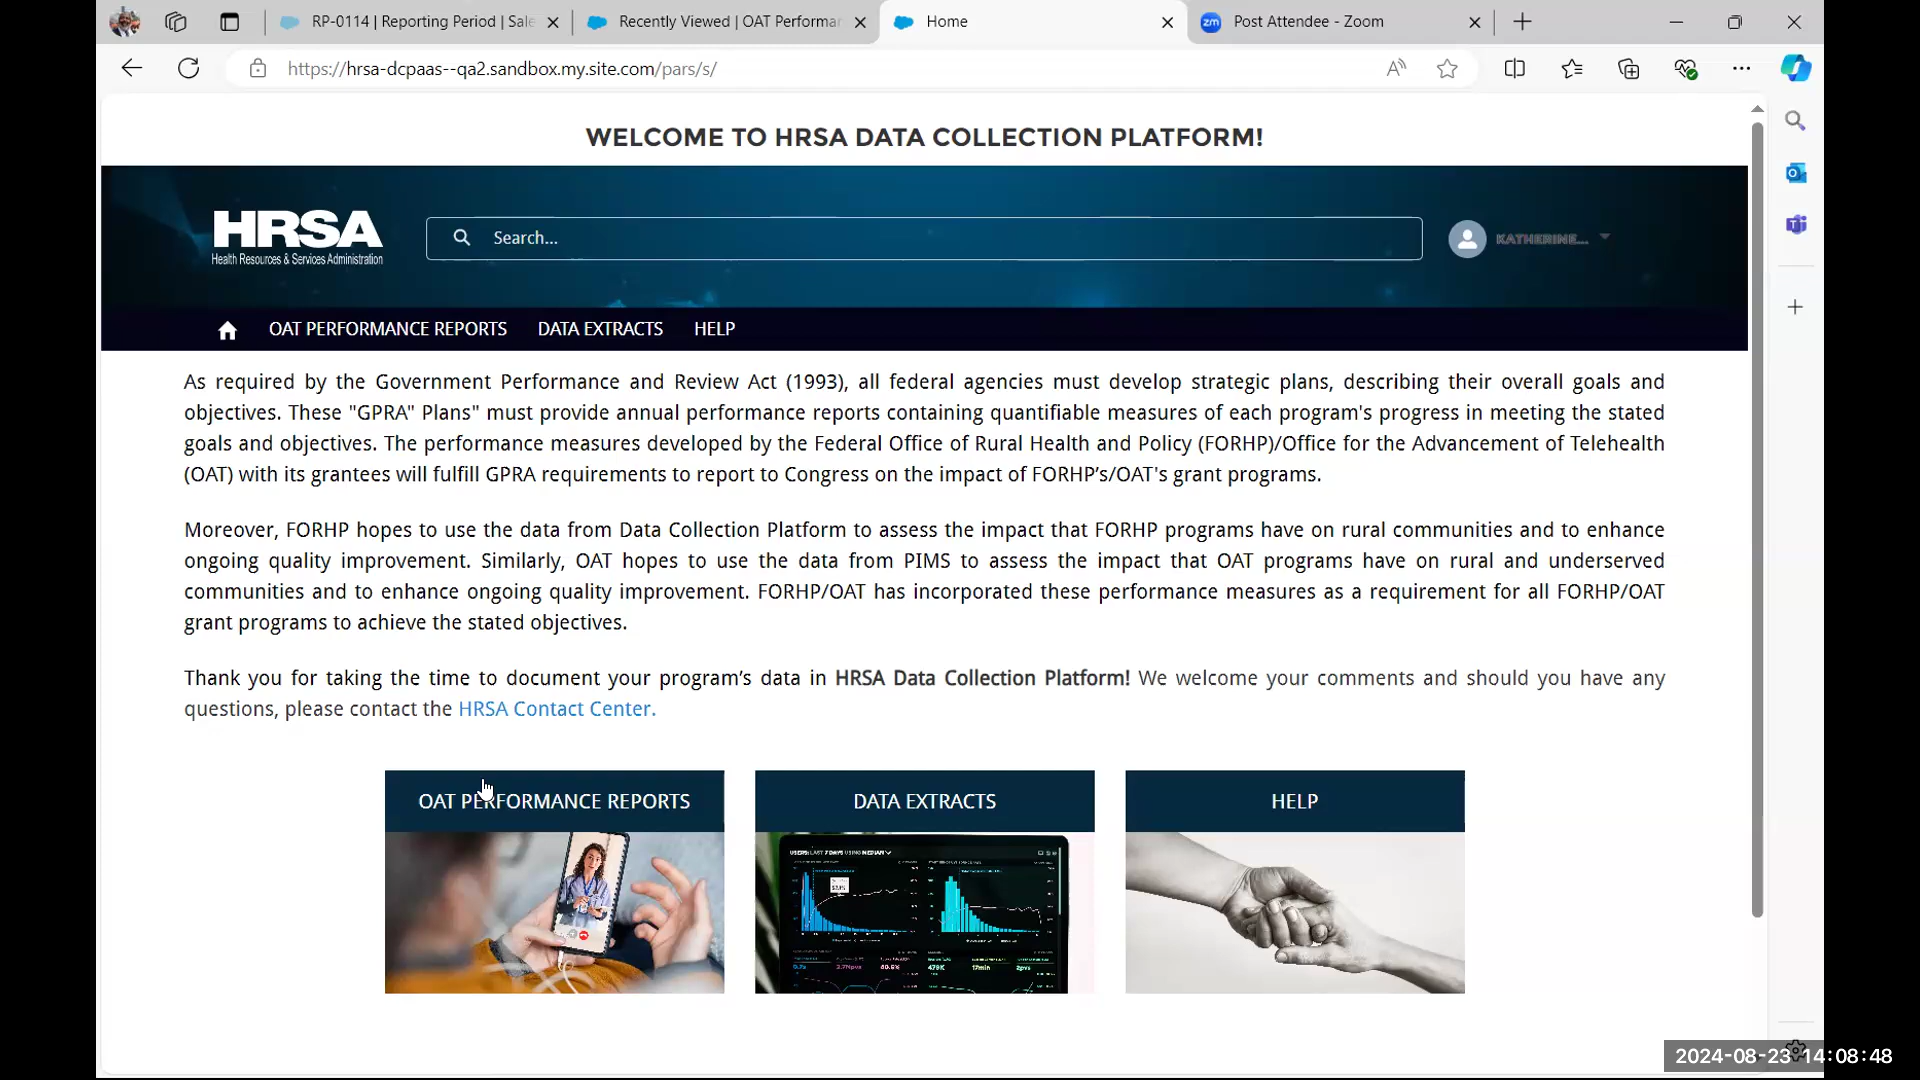 RP-0114 | Reporting Period | Sale
Recently Viewed | OAT Performan
Home
Post Attendee - Zoom
https://hrsa-dcpaas--qa2.sandbox.my.site.com/pars/s/
WELCOME TO HRSA DATA COLLECTION PLATFORM!
HRSA
Health Resources & Services Administration
Search...
KATHERINE...
OAT PERFORMANCE REPORTS
DATA EXTRACTS
HELP
As required by the Government Performance and Review Act (1993), all federal agencies must develop strategic plans, describing their overall goals and
objectives. These "GPRA" Plans" must provide annual performance reports containing quantifiable measures of each program's progress in meeting the stated
goals and objectives. The performance measures developed by the Federal Office of Rural Health and Policy (FORHP)/Office for the Advancement of Telehealth
(OAT) with its grantees will fulfill GPRA requirements to report to Congress on the impact of FORHP’s/OAT's grant programs.
Moreover, FORHP hopes to use the data from Data Collection Platform to assess the impact that FORHP programs have on rural communities and to enhance
ongoing quality improvement. Similarly, OAT hopes to use the data from PIMS to assess the impact that OAT programs have on rural and underserved
communities and to enhance ongoing quality improvement. FORHP/OAT has incorporated these performance measures as a requirement for all FORHP/OAT
grant programs to achieve the stated objectives.
Thank you for taking the time to document your program’s data in HRSA Data Collection Platform! We welcome your comments and should you have any
questions, please contact the HRSA Contact Center.
OAT PERFORMANCE REPORTS
DATA EXTRACTS
HELP
USERS: LAST 7 DAYS USING MEDIAN
2024-08-23 14:08:48